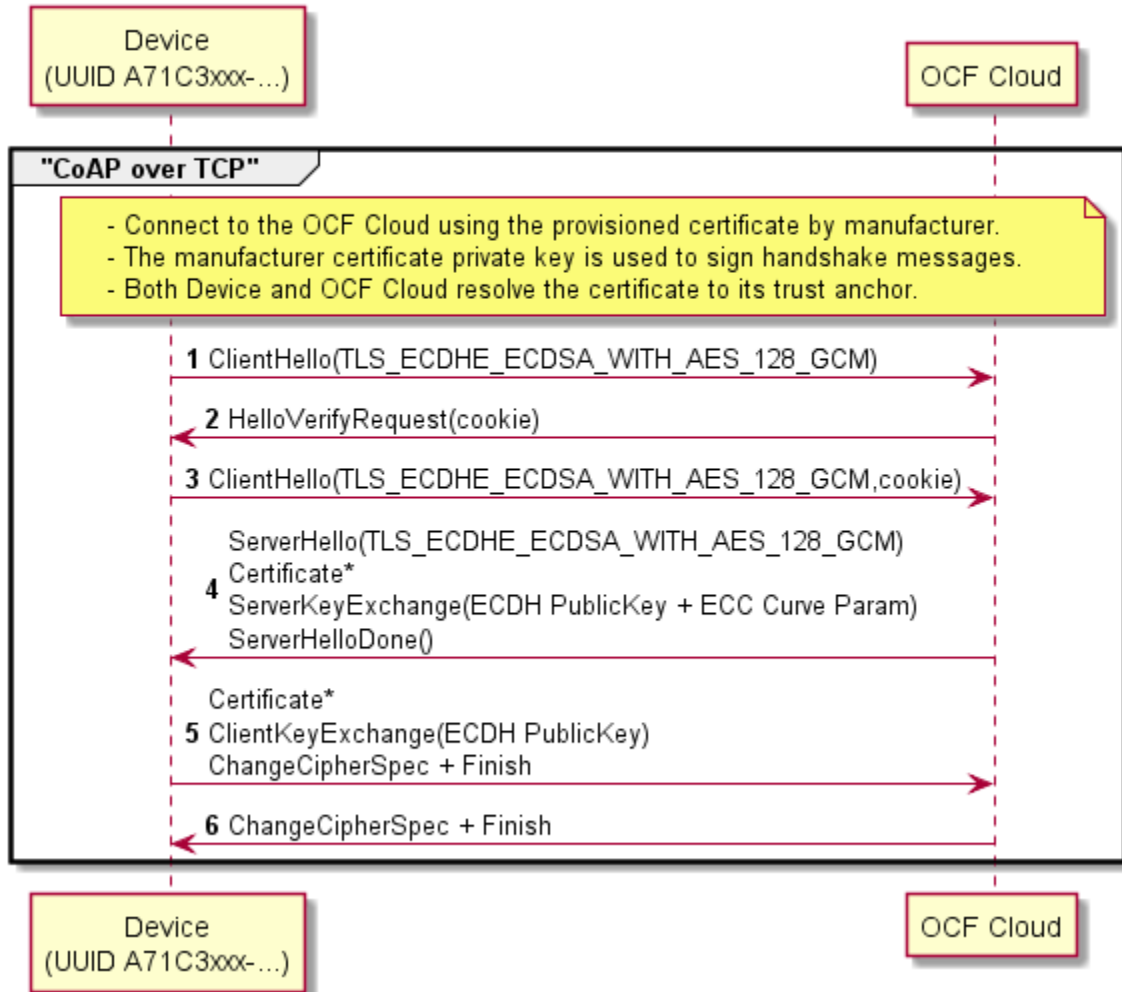 Device
(UUID A71C3xxx-...)
OCF Cloud
"CoAP over TCP"
- Connect to the OCF Cloud using the provisioned certificate by manufacturer.
- The manufacturer certificate private key is used to sign handshake messages.
- Both Device and OCF Cloud resolve the certificate to its trust anchor.
1 ClientHello(TLS_ECDHE_ECDSA_WITH_AES_128_GCM)
2 HelloVerifyRequest(cookie)
3 ClientHello(TLS_ECDHE_ECDSA_WITH_AES_128_GCM,cookie)
ServerHello(TLS_ECDHE_ECDSA_WITH_AES_128_GCM)
Certificate*
4 ServerKeyExchange(ECDH PublicKey + ECC Curve Param)
ServerHelloDone()
Certificate*
5 ClientKeyExchange(ECDH PublicKey)
ChangeCipherSpec + Finish
6 ChangeCipherSpec + Finish
Device
(UUID A71C3xxx-...)
OCF Cloud